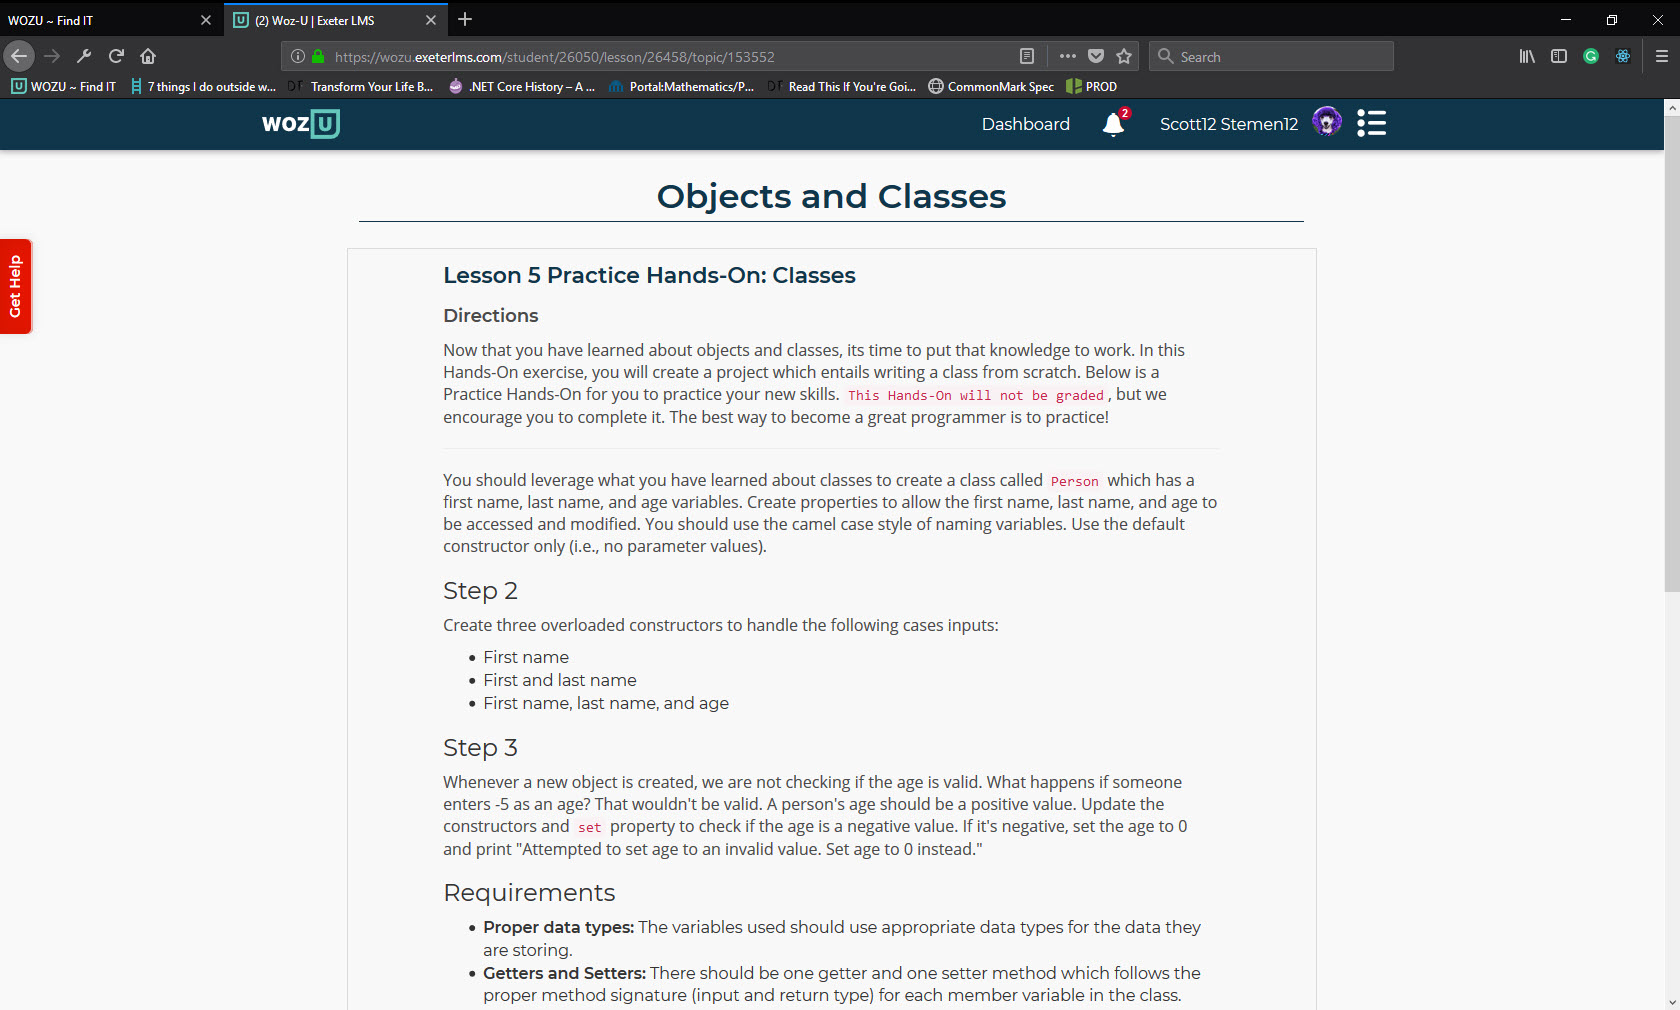 WOZU ~ Find IT
(2) Woz-U | Exeter LMS
https://wozu.exeterlms.com/student/26050/lesson/26458/topic/153552
Search
WOZU ~ Find IT
7 things I do outside w...
Transform Your Life B...
.NET Core History – A ...
Portal:Mathematics/P...
Read This If You're Goi...
CommonMark Spec
PROD
WOZ U
Dashboard
2
Scott12 Stemen12
Get Help
Objects and Classes
Lesson 5 Practice Hands-On: Classes
Directions
Now that you have learned about objects and classes, its time to put that knowledge to work. In this
Hands-On exercise, you will create a project which entails writing a class from scratch. Below is a
Practice Hands-On for you to practice your new skills. This Hands-On will not be graded, but we
encourage you to complete it. The best way to become a great programmer is to practice!
You should leverage what you have learned about classes to create a class called Person which has a
first name, last name, and age variables. Create properties to allow the first name, last name, and age to
be accessed and modified. You should use the camel case style of naming variables. Use the default
constructor only (i.e., no parameter values).
Step 2
Create three overloaded constructors to handle the following cases inputs:
• First name
• First and last name
• First name, last name, and age
Step 3
Whenever a new object is created, we are not checking if the age is valid. What happens if someone
enters -5 as an age? That wouldn't be valid. A person's age should be a positive value. Update the
constructors and set property to check if the age is a negative value. If it's negative, set the age to 0
and print "Attempted to set age to an invalid value. Set age to 0 instead."
Requirements
• Proper data types: The variables used should use appropriate data types for the data they
are storing.
• Getters and Setters: There should be one getter and one setter method which follows the
proper method signature (input and return type) for each member variable in the class.